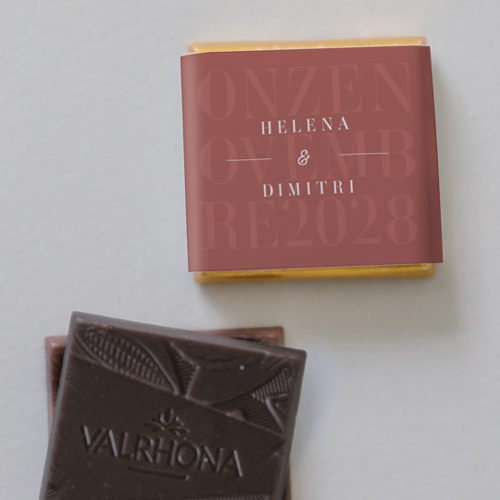 ONZEN
HELENA
OVEMB
&
DIMITRI
RE2028
VALRHONA